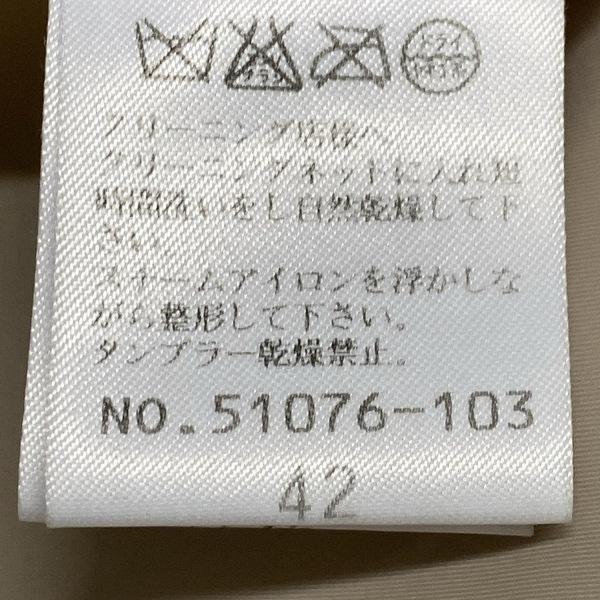 ドライ
クリーニング店様へ
クリーニングネットに入れ短
時間洗いをし自然乾燥して下
さい。
スチームアイロンを浮かしな
がら整形して下さい。
タンブラー乾燥禁止。
NO.51076-103
42